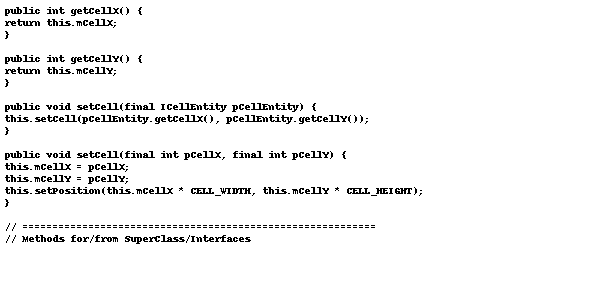 public int getCellX() {
return this.mCellX;
}

public int getCellY() {
return this.mCellY;
}

public void setCell(final ICellEntity pCellEntity) {
this.setCell(pCellEntity.getCellX(), pCellEntity.getCellY());
}

public void setCell(final int pCellX, final int pCellY) {
this.mCellX = pCellX;
this.mCellY = pCellY;
this.setPosition(this.mCellX * CELL_WIDTH, this.mCellY * CELL_HEIGHT);
}

// ===========================================================
// Methods for/from SuperClass/Interfaces